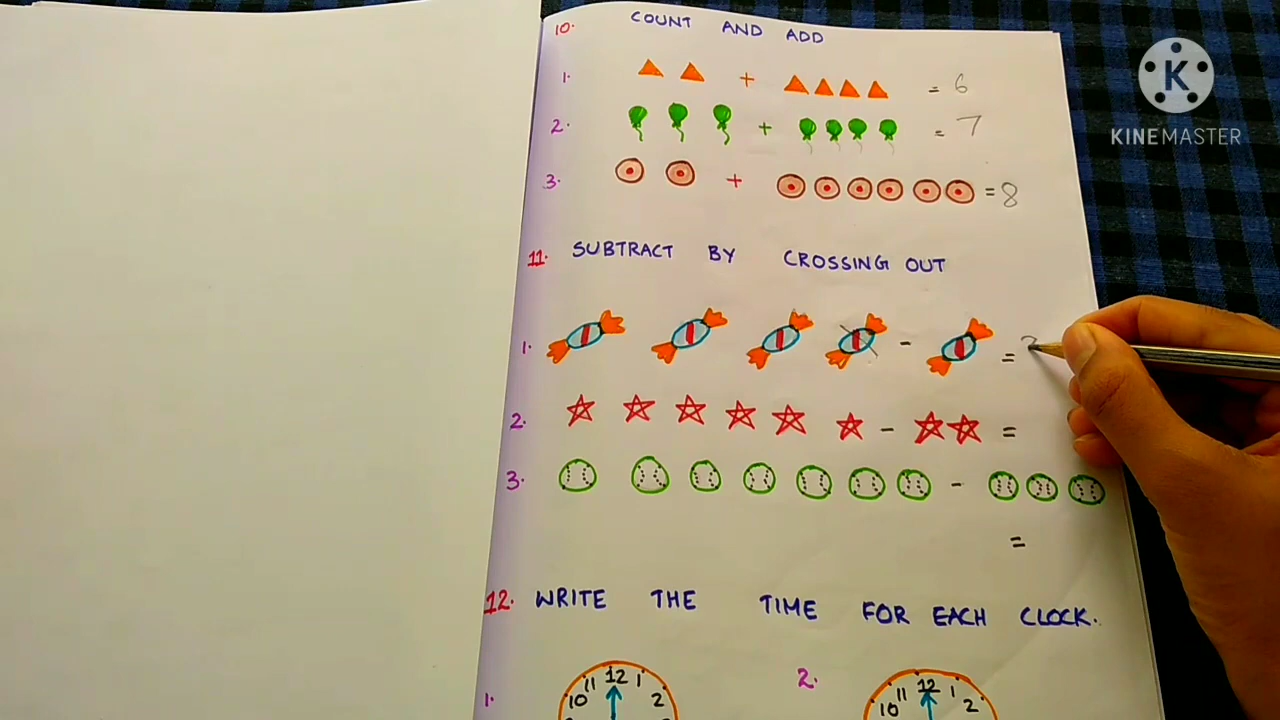 10. COUNT AND ADD
1. + = 6
2. + = 7
3. + = 8
11. SUBTRACT BY CROSSING OUT
1. - =
2. - =
3. -
=
12. WRITE THE TIME FOR EACH CLOCK.
1. 10 11 12 1 2
2. 10 11 12 1 2
K
KINEMASTER